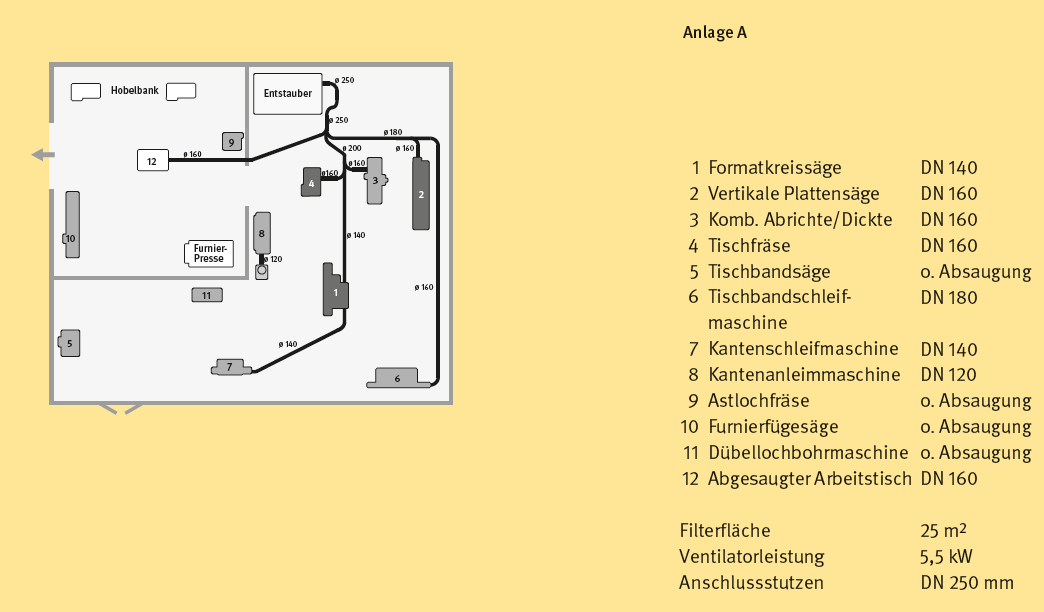 Anlage A
ø 250
Hobelbank
Entstauber
ø 250
ø 180
9
ø 200
ø 160
ø 160
12
ø 160
ø160
4
3
2
10
8
ø 140
Furnier-
Presse
ø 120
11
1
ø 160
5
ø 140
7
6
1 Formatkreissäge DN 140
2 Vertikale Plattensäge DN 160
3 Komb. Abrichte/Dickte DN 160
4 Tischfräse DN 160
5 Tischbandsäge o. Absaugung
6 Tischbandschleif- DN 180
maschine
7 Kantenschleifmaschine DN 140
8 Kantenanleimmaschine DN 120
9 Astlochfräse o. Absaugung
10 Furnierfügesäge o. Absaugung
11 Dübellochbohrmaschine o. Absaugung
12 Abgesaugter Arbeitstisch DN 160
Filterfläche 25 m²
Ventilatorleistung 5,5 kW
Anschlussstutzen DN 250 mm